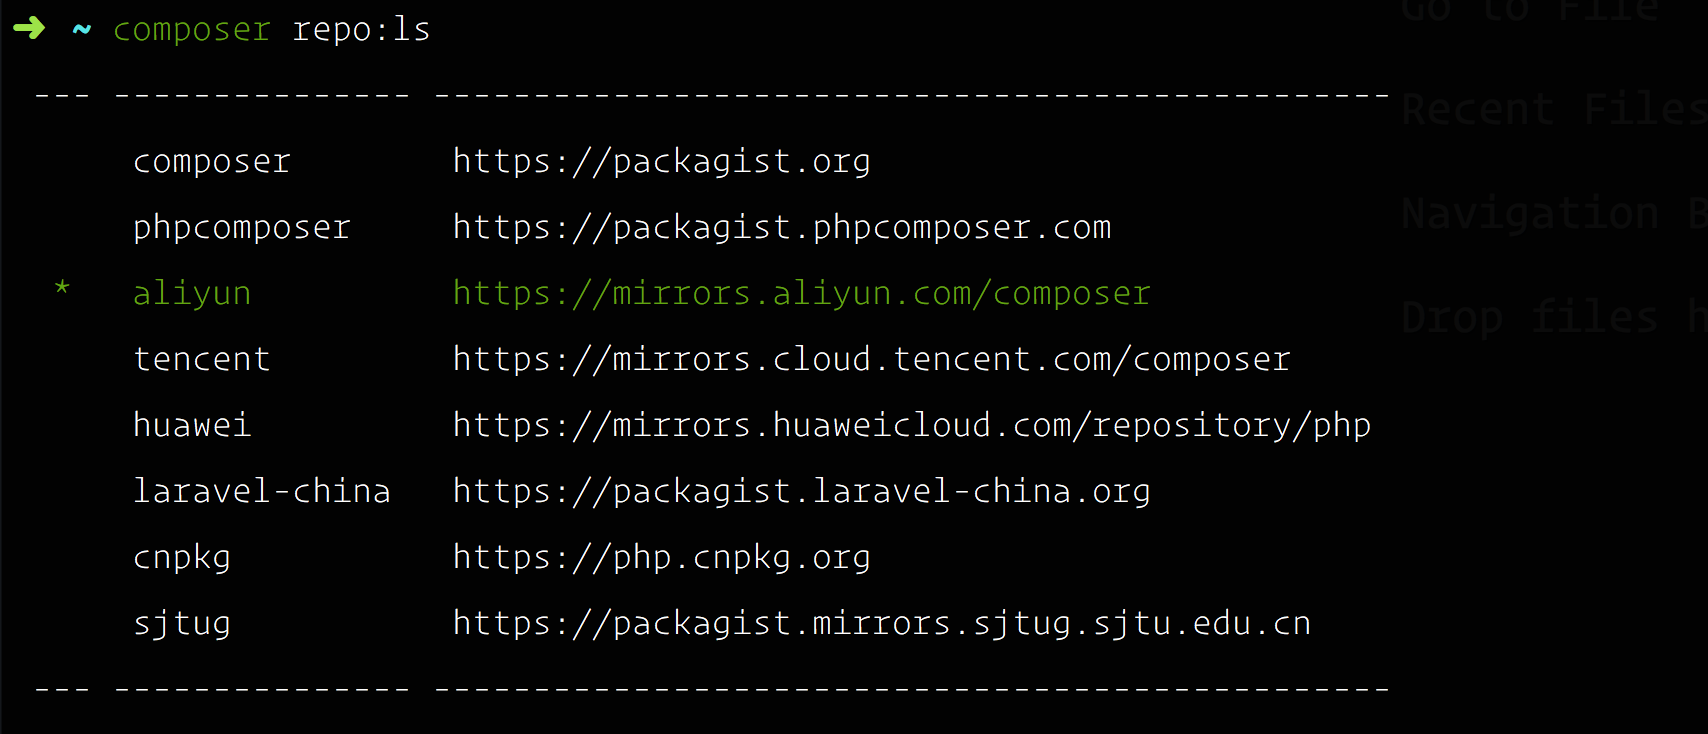 ➜ ~ composer repo:ls
Go to File
--- --------------- ------------------------------------------------
Recent Files
composer https://packagist.org
phpcomposer https://packagist.phpcomposer.com
Navigation B
* aliyun https://mirrors.aliyun.com/composer
Drop files h
tencent https://mirrors.cloud.tencent.com/composer
huawei https://mirrors.huaweicloud.com/repository/php
laravel-china https://packagist.laravel-china.org
cnpkg https://php.cnpkg.org
sjtug https://packagist.mirrors.sjtug.sjtu.edu.cn
--- --------------- ------------------------------------------------